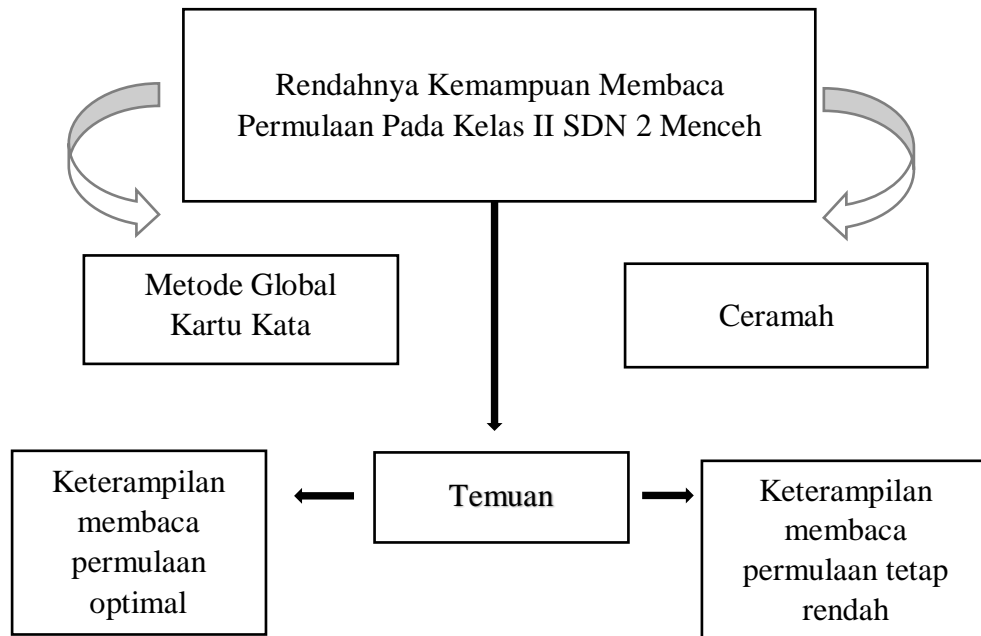 Rendahnya Kemampuan Membaca
Permulaan Pada Kelas II SDN 2 Menceh
Metode Global
Kartu Kata
Ceramah
Keterampilan
membaca
permulaan
optimal
Temuan
Keterampilan
membaca
permulaan tetap
rendah